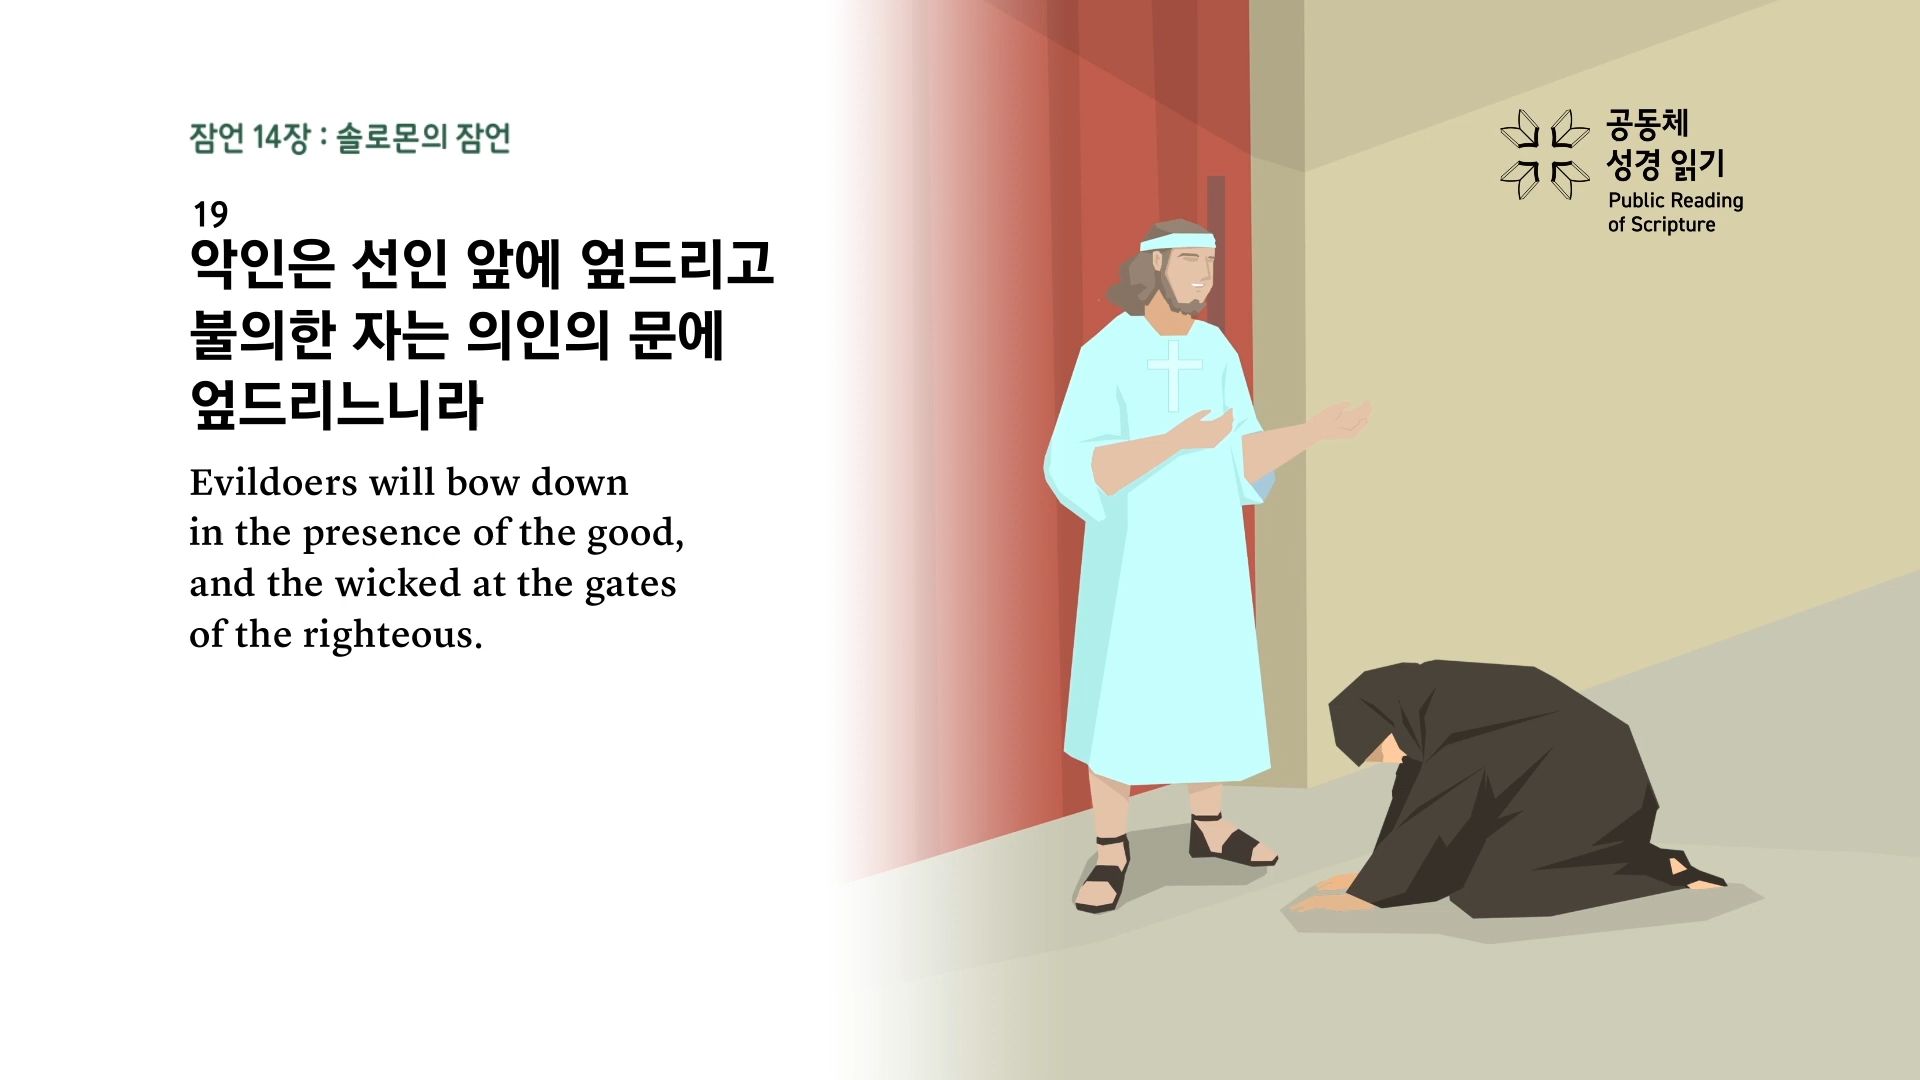 잠언 14장 : 솔로몬의 잠언
19
악인은 선인 앞에 엎드리고
불의한 자는 의인의 문에
엎드리느니라
Evildoers will bow down
in the presence of the good,
and the wicked at the gates
of the righteous.
공동체
성경 읽기
Public Reading
of Scripture